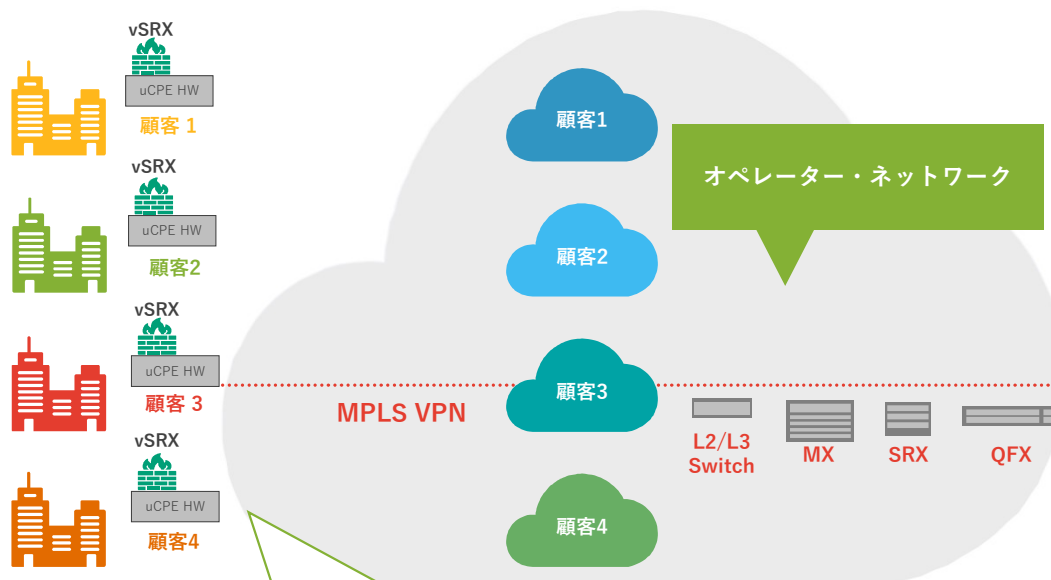 vSRX
uCPE HW
顧客 1
vSRX
uCPE HW
顧客2
vSRX
uCPE HW
顧客 3
vSRX
uCPE HW
顧客4
MPLS VPN
顧客1
顧客2
顧客3
顧客4
オペレーター・ネットワーク
L2/L3
Switch
MX
SRX
QFX